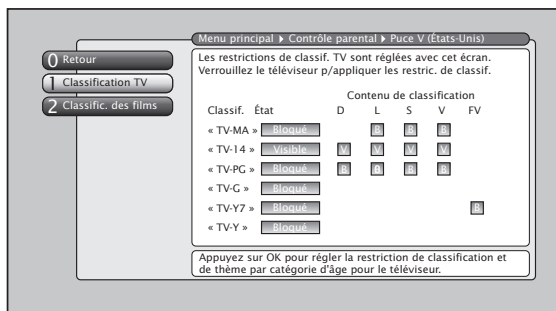 Menu principal ▶ Contrôle parental ▶ Puce V (États-Unis)
0 Retour
1 Classification TV
2 Classific. des films
Les restrictions de classif. TV sont réglées avec cet écran.
Verrouillez le téléviseur p/appliquer les restric. de classif.
Contenu de classification
Classif. État D L S V FV
« TV-MA » Bloqué B B B
« TV-14 » Visible V V V V
« TV-PG » Bloqué B B B B
« TV-G » Bloqué
« TV-Y7 » Bloqué B
« TV-Y » Bloqué
Appuyez sur OK pour régler la restriction de classification et
de thème par catégorie d'âge pour le téléviseur.